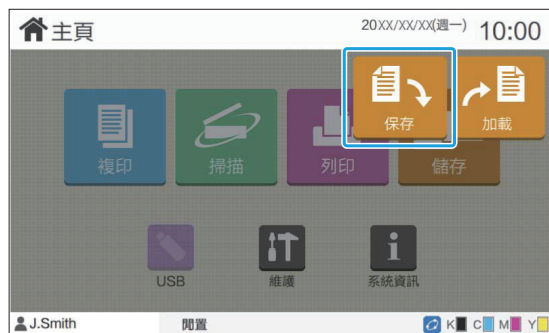 主頁
20XX/XX/XX(週一) 10:00
保存
加載
複印
掃描
列印
儲存
USB
維護
系統資訊
J.Smith
閒置
K C M Y